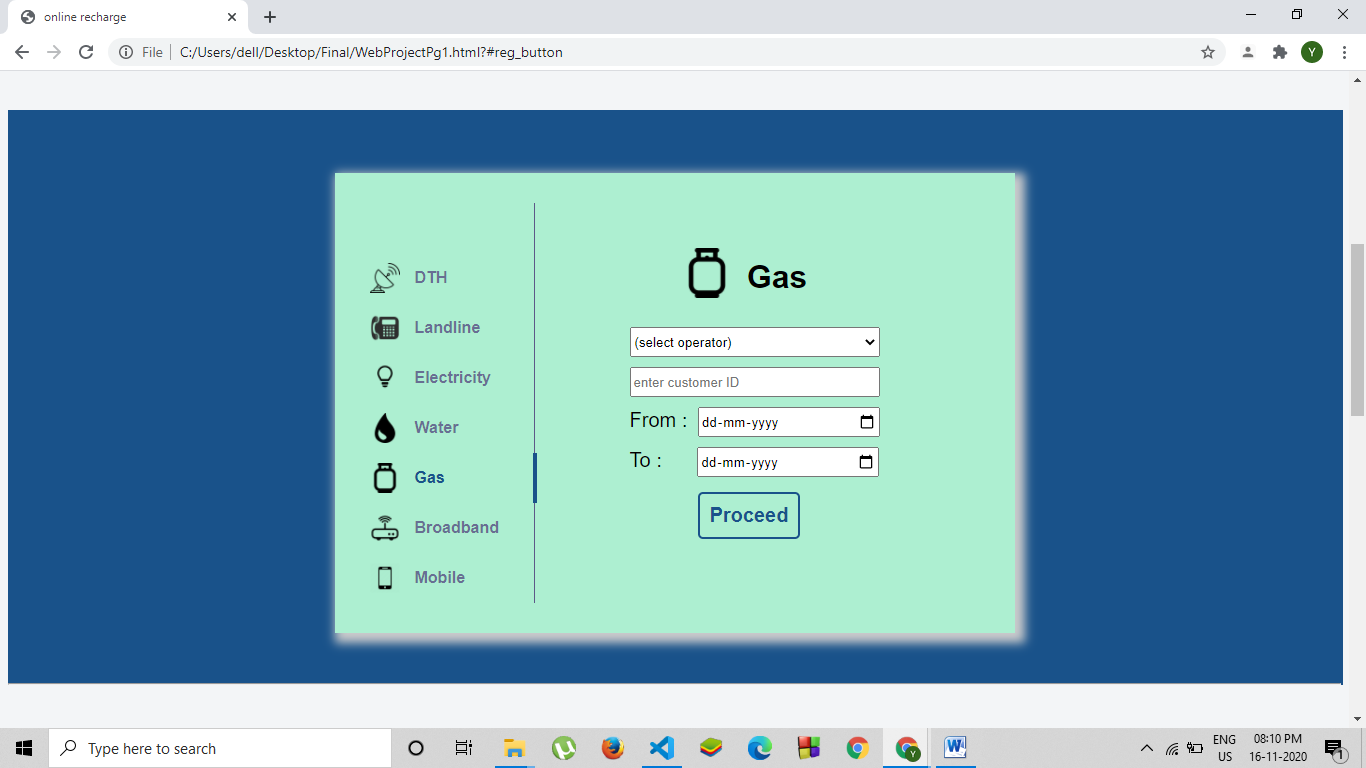 online recharge
File
C:/Users/dell/Desktop/Final/WebProjectPg1.html?#reg_button
Y
DTH
Landline
Electricity
Water
Gas
Broadband
Mobile
Gas
(select operator)
enter customer ID
From :
dd-mm-yyyy
To :
dd-mm-yyyy
Proceed
Type here to search
Y
W
ENG
US
08:10 PM
16-11-2020
1